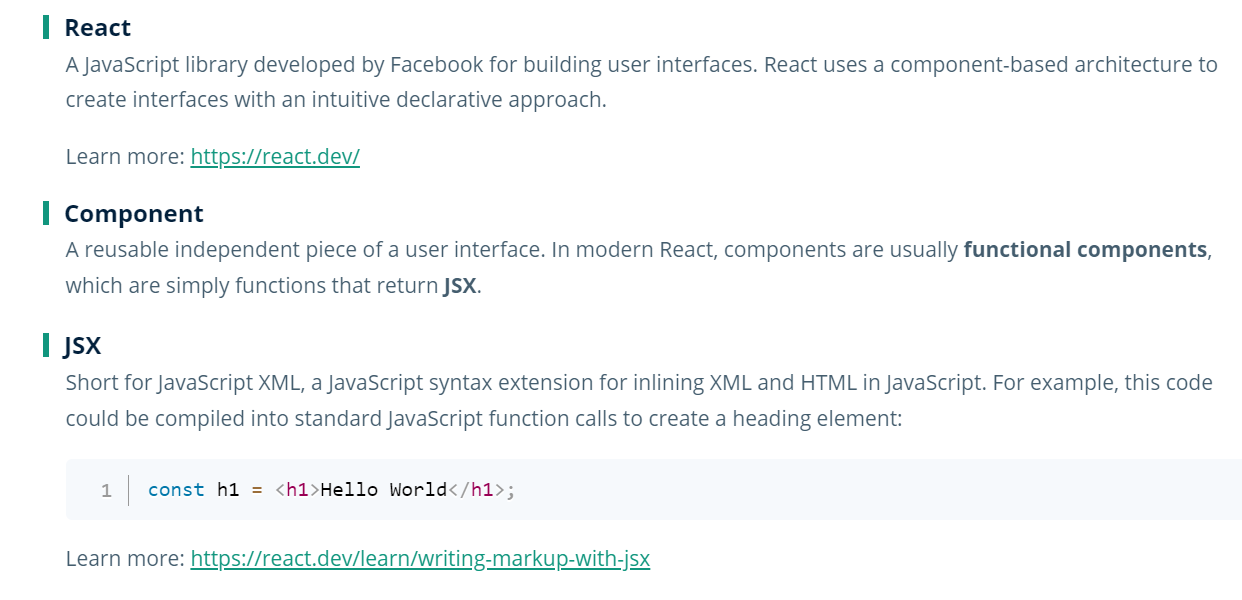 React
A JavaScript library developed by Facebook for building user interfaces. React uses a component-based architecture to
create interfaces with an intuitive declarative approach.
Learn more: https://react.dev/
Component
A reusable independent piece of a user interface. In modern React, components are usually functional components,
which are simply functions that return JSX.
JSX
Short for JavaScript XML, a JavaScript syntax extension for inlining XML and HTML in JavaScript. For example, this code
could be compiled into standard JavaScript function calls to create a heading element:
1 const h1 = <h1>Hello World</h1>;
Learn more: https://react.dev/learn/writing-markup-with-jsx